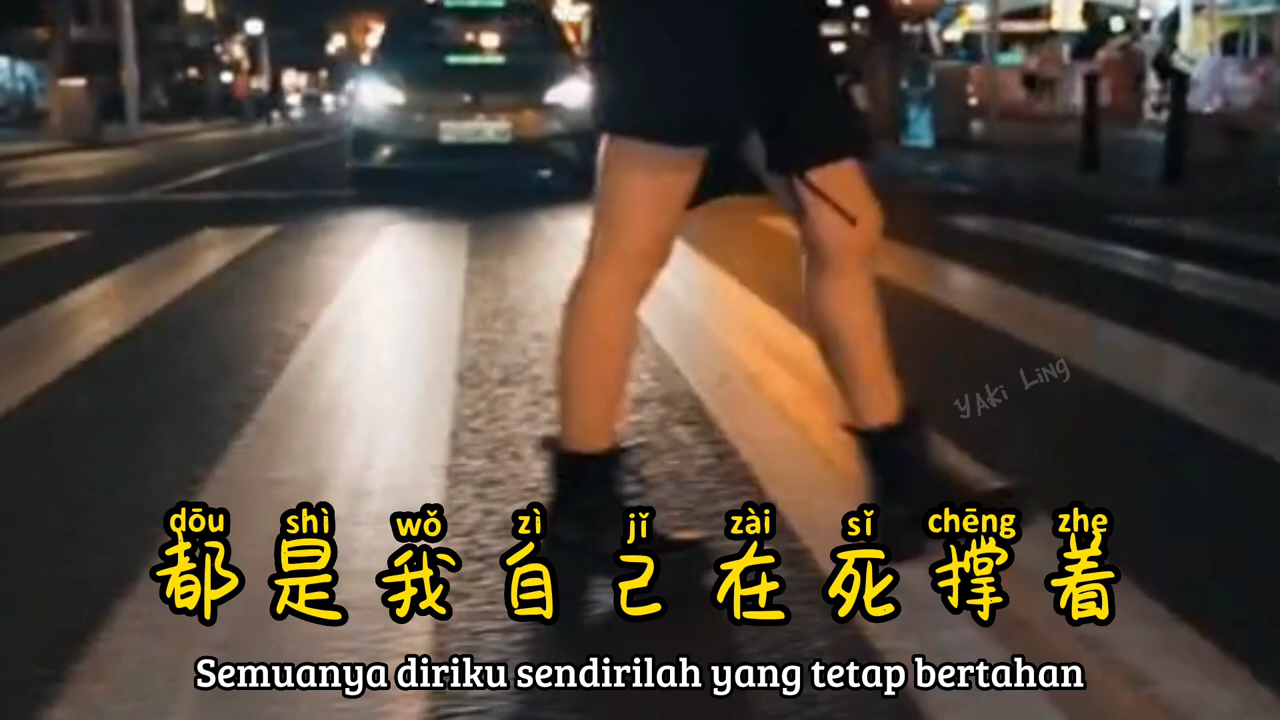 YAKi LiNg
dōu shì wǒ zì jǐ zài sǐ chēng zhe
都是我自己在死撑着
Semuanya diriku sendirilah yang tetap bertahan